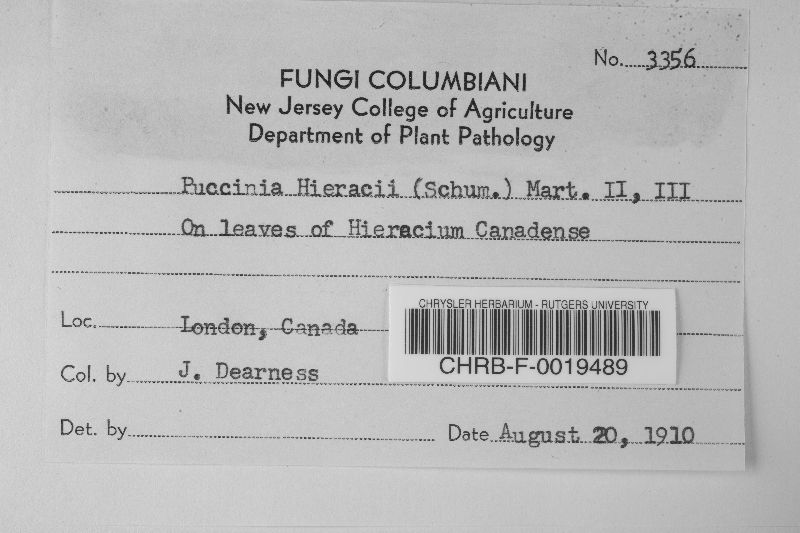 No. 3356
FUNGI COLUMBIANI
New Jersey College of Agriculture
Department of Plant Pathology
Puccinia Hieracii (Schum.) Mart. II, III
On leaves of Hieracium Canadense
Loc. London, Canada
CHRYSLER HERBARIUM - RUTGERS UNIVERSITY
CHRB-F-0019489
Col. by J. Dearness
Det. by
Date August 20, 1910